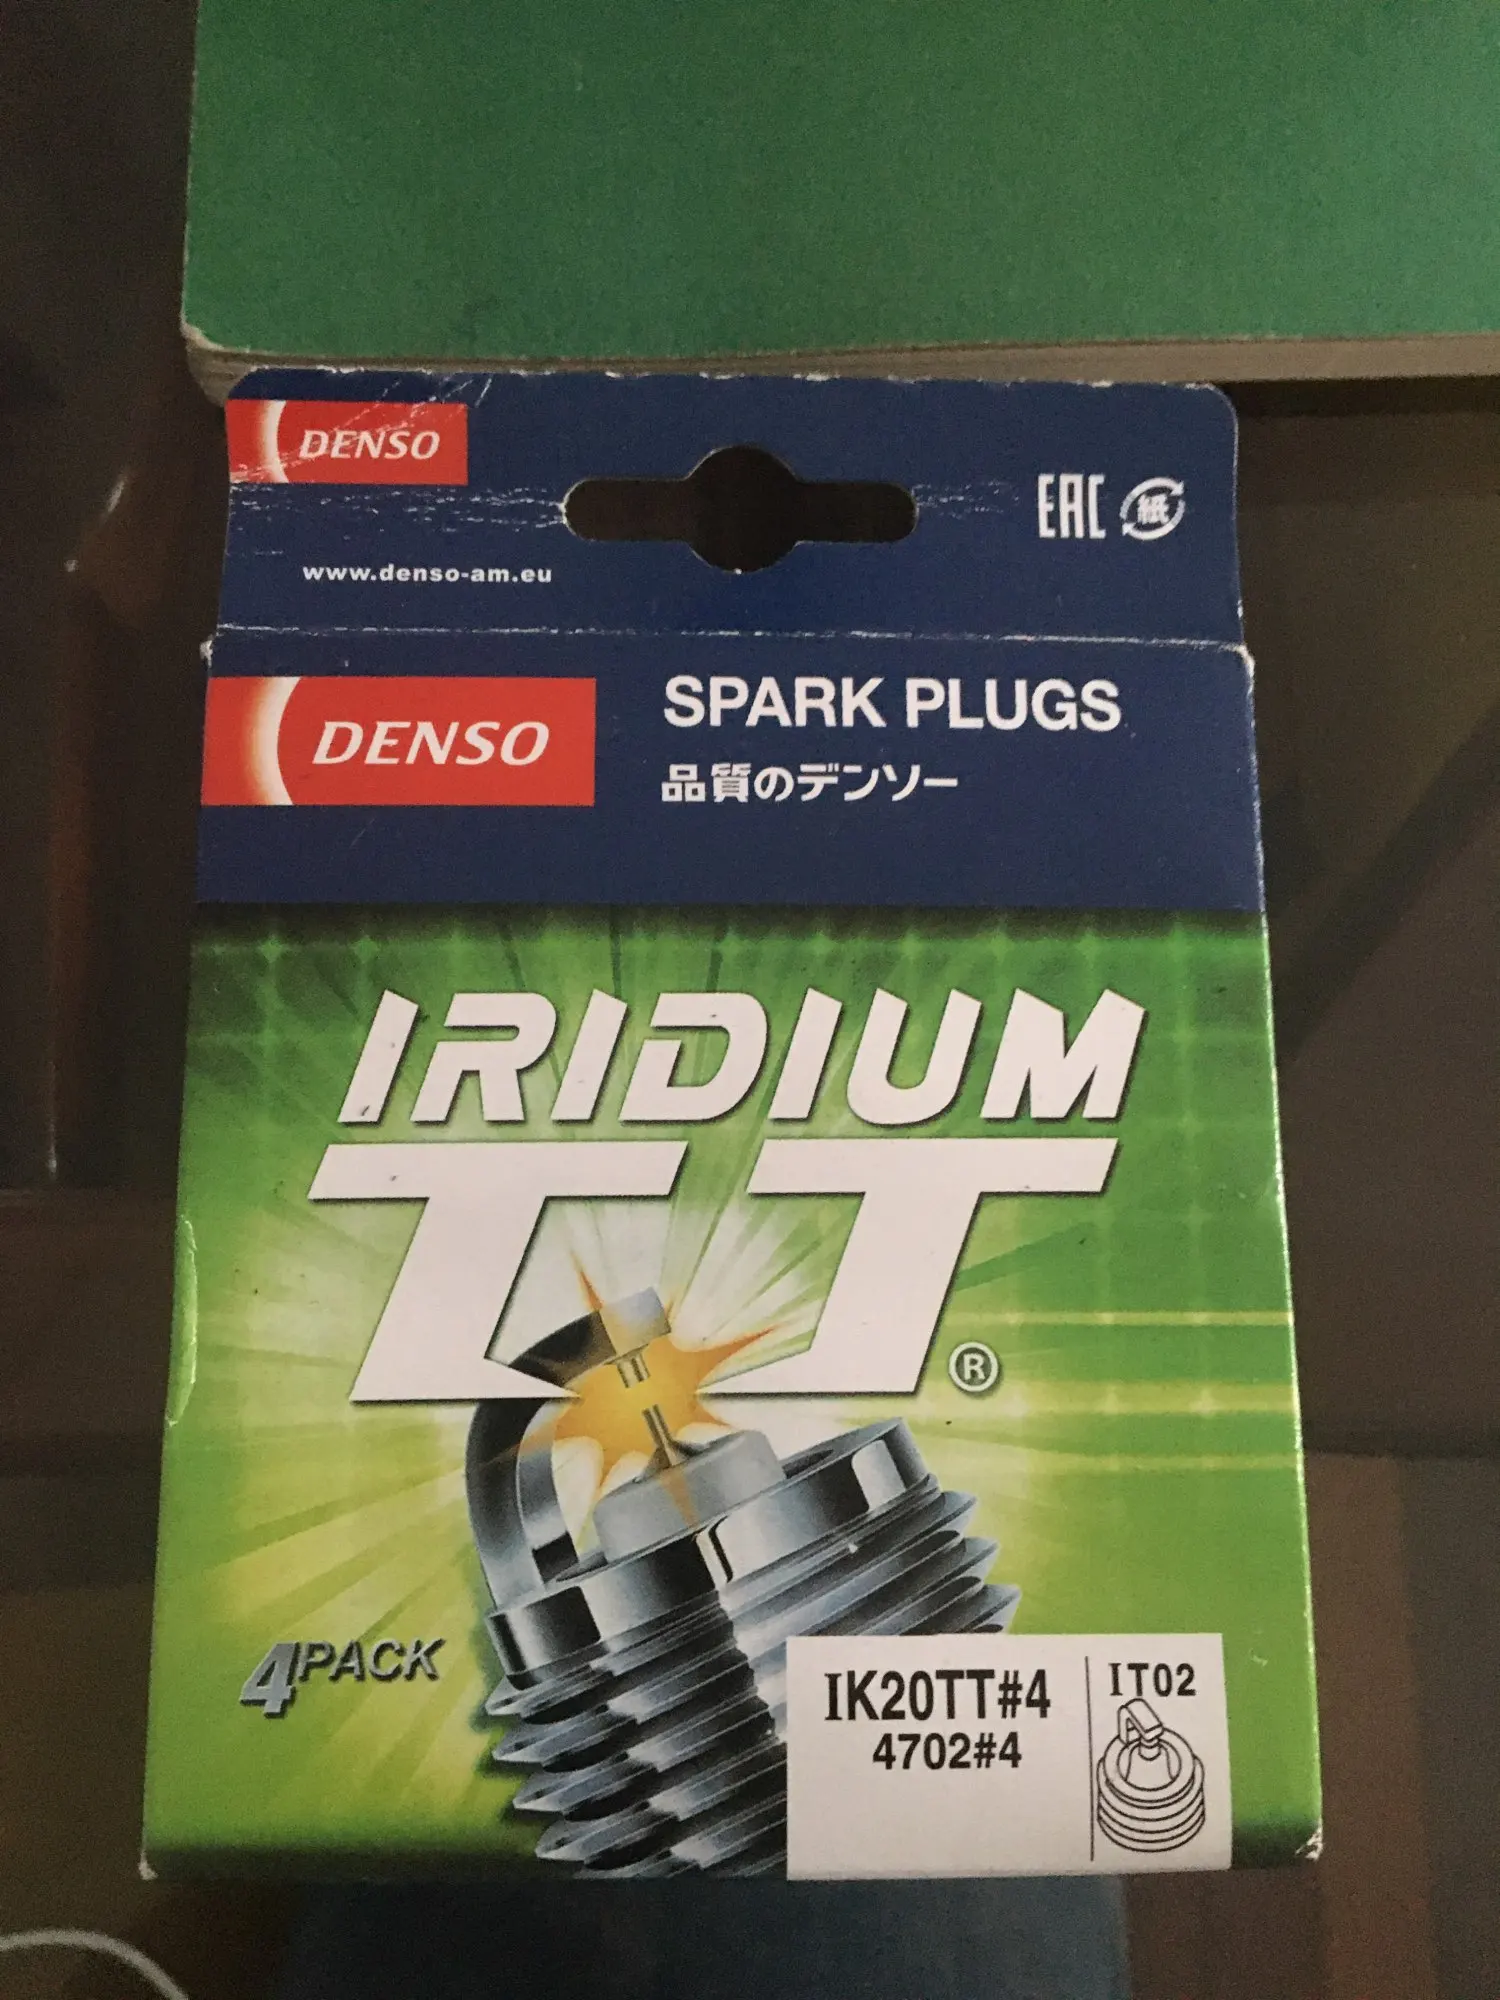 DENSO
EAC 紙
www.denso-am.eu
DENSO
SPARK PLUGS
品質のデンソー
IRIDIUM
TT®
4PACK
IK20TT#4
4702#4
IT02